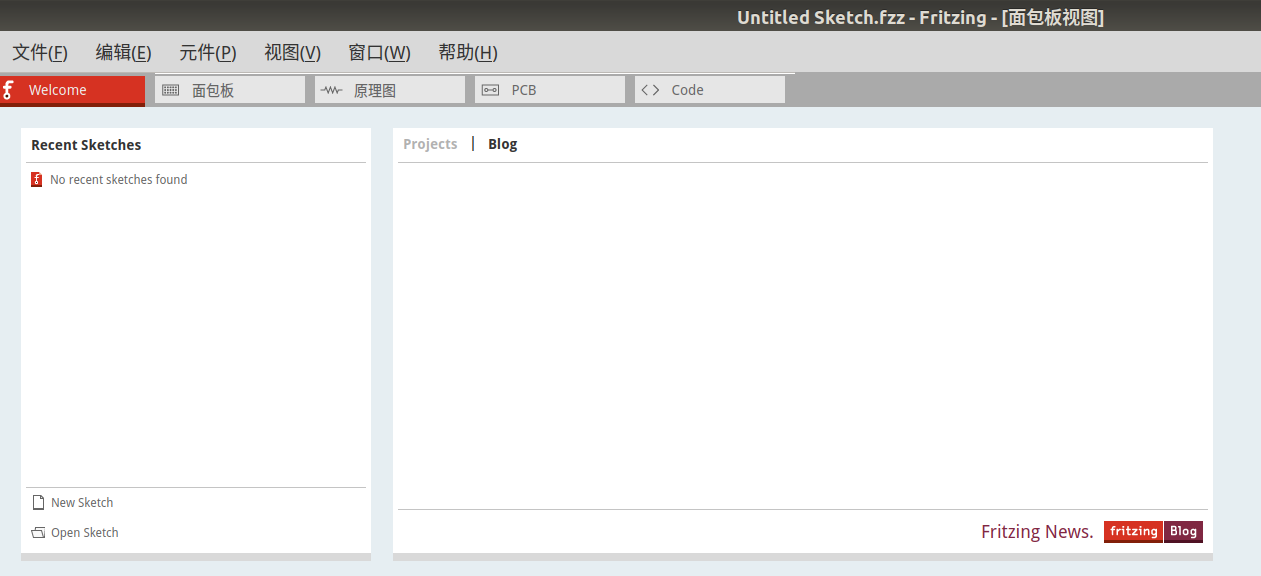 Untitled Sketch.fzz - Fritzing - [面包板视图]
文件(F) 编辑(E) 元件(P) 视图(V) 窗口(W) 帮助(H)
Welcome 面包板 原理图 PCB Code
Recent Sketches
No recent sketches found
New Sketch
Open Sketch
Projects | Blog
Fritzing News. fritzing Blog